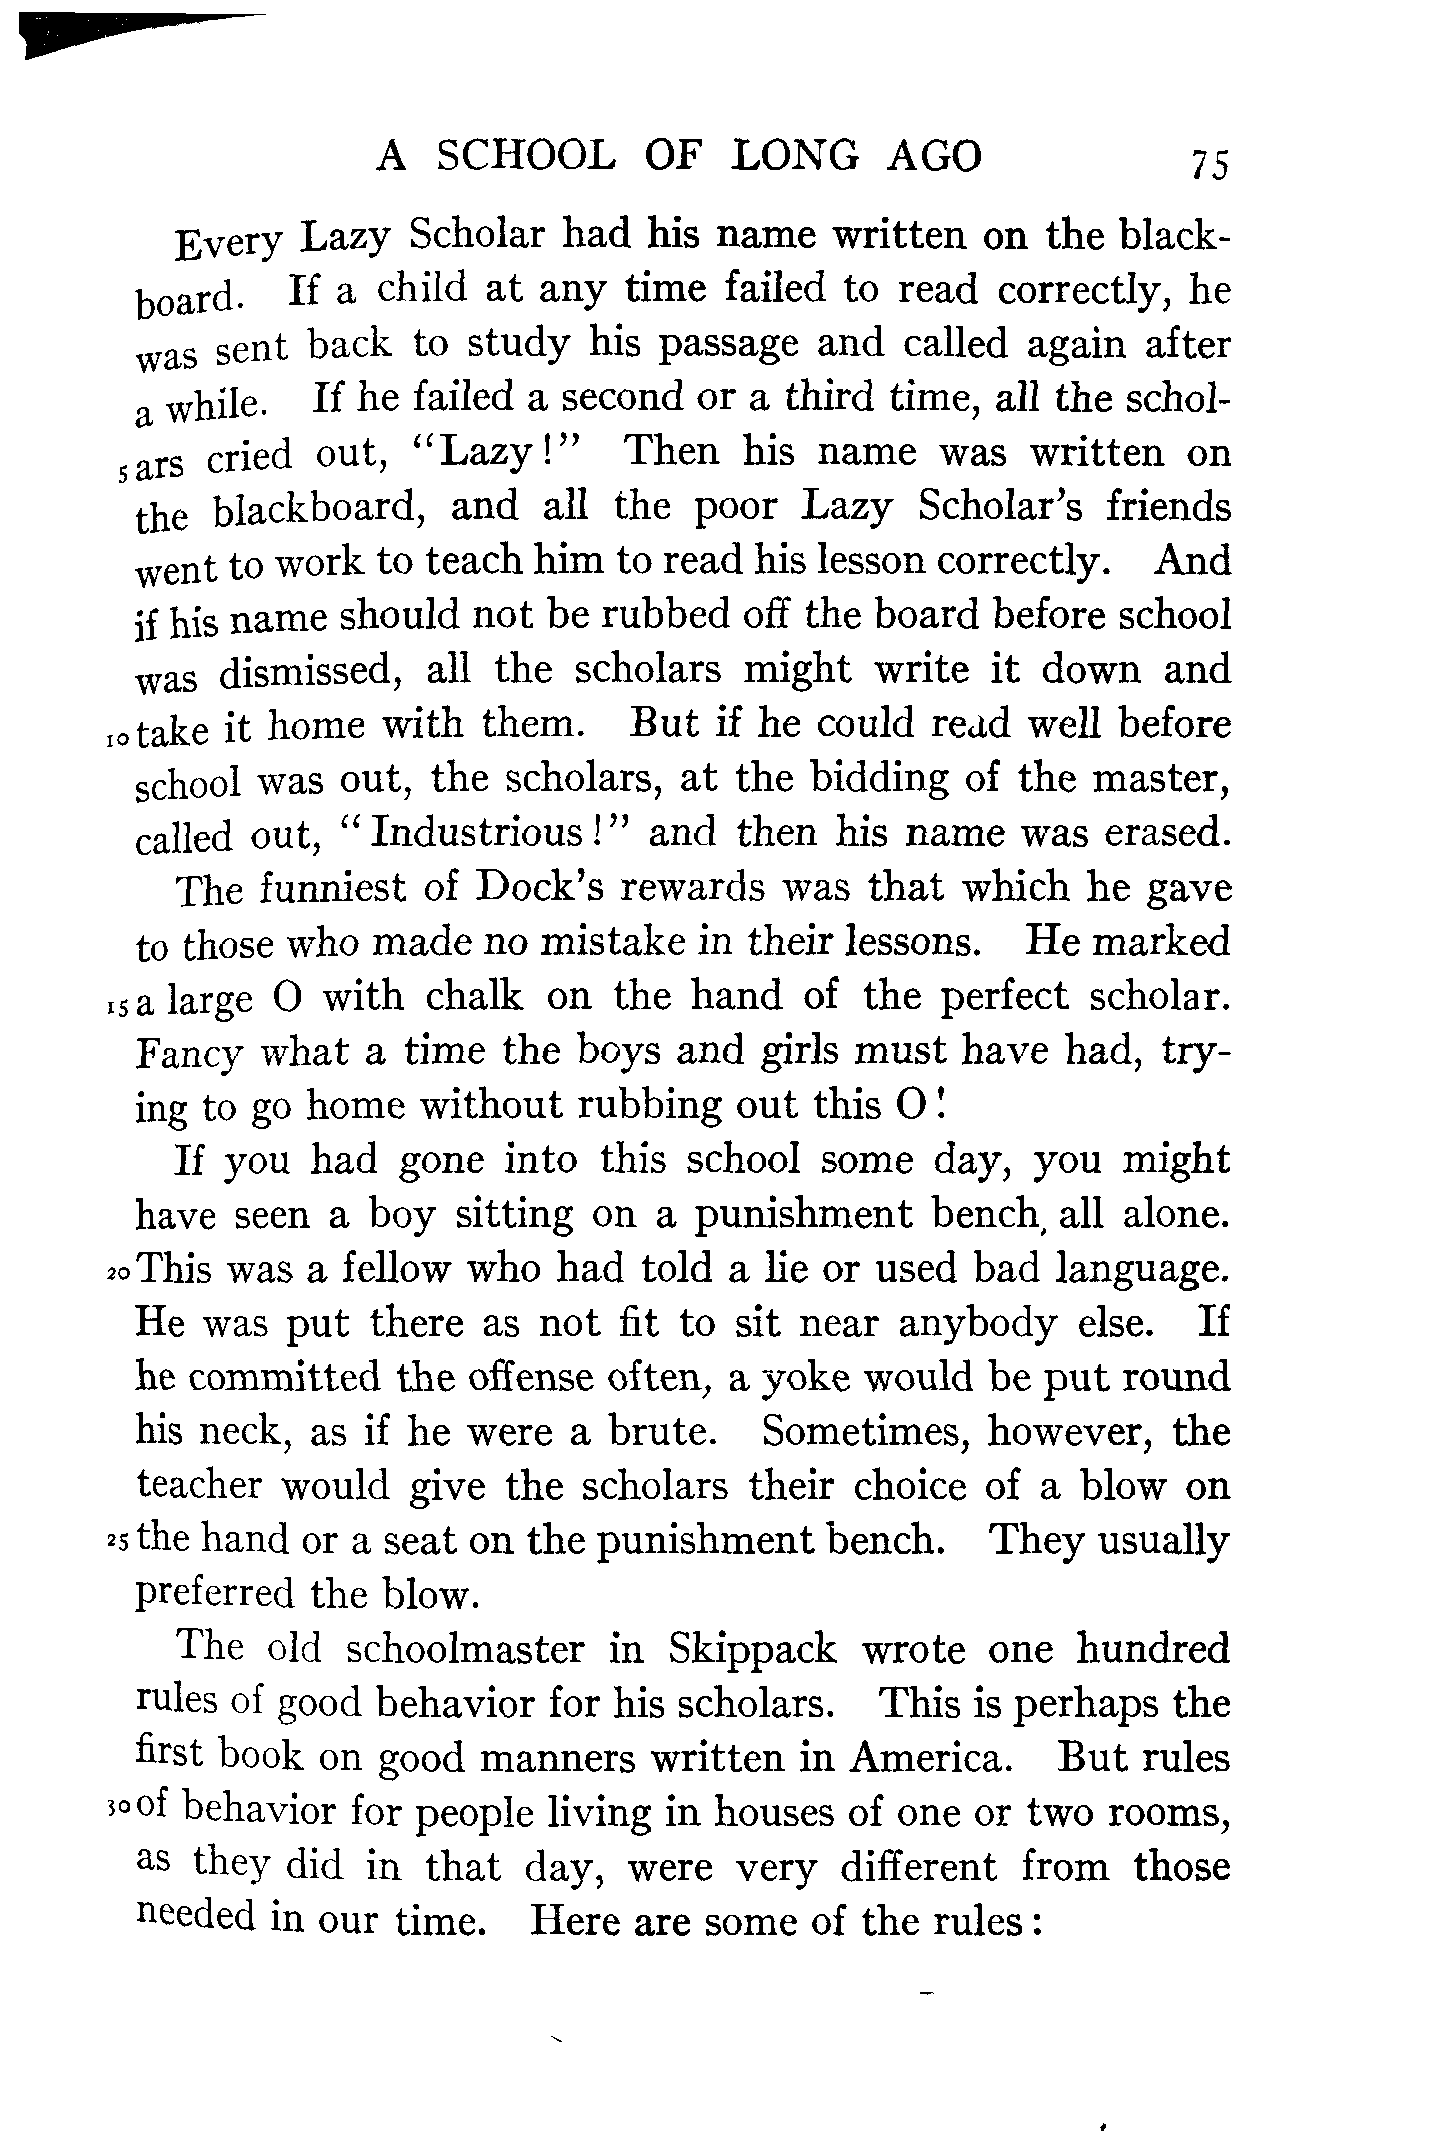 A SCHOOL OF LONG AGO 75
Every Lazy Scholar had his name written on the black-
board. If a child at any time failed to read correctly, he
was sent back to study his passage and called again after
a while. If he failed a second or a third time, all the schol-
5 ars cried out, “Lazy!” Then his name was written on
the blackboard, and all the poor Lazy Scholar’s friends
went to work to teach him to read his lesson correctly. And
if his name should not be rubbed off the board before school
was dismissed, all the scholars might write it down and
10 take it home with them. But if he could read well before
school was out, the scholars, at the bidding of the master,
called out, “Industrious!” and then his name was erased.
The funniest of Dock’s rewards was that which he gave
to those who made no mistake in their lessons. He marked
15 a large O with chalk on the hand of the perfect scholar.
Fancy what a time the boys and girls must have had, try-
ing to go home without rubbing out this O!
If you had gone into this school some day, you might
have seen a boy sitting on a punishment bench, all alone.
20 This was a fellow who had told a lie or used bad language.
He was put there as not fit to sit near anybody else. If
he committed the offense often, a yoke would be put round
his neck, as if he were a brute. Sometimes, however, the
teacher would give the scholars their choice of a blow on
25 the hand or a seat on the punishment bench. They usually
preferred the blow.
The old schoolmaster in Skippack wrote one hundred
rules of good behavior for his scholars. This is perhaps the
first book on good manners written in America. But rules
30 of behavior for people living in houses of one or two rooms,
as they did in that day, were very different from those
needed in our time. Here are some of the rules: